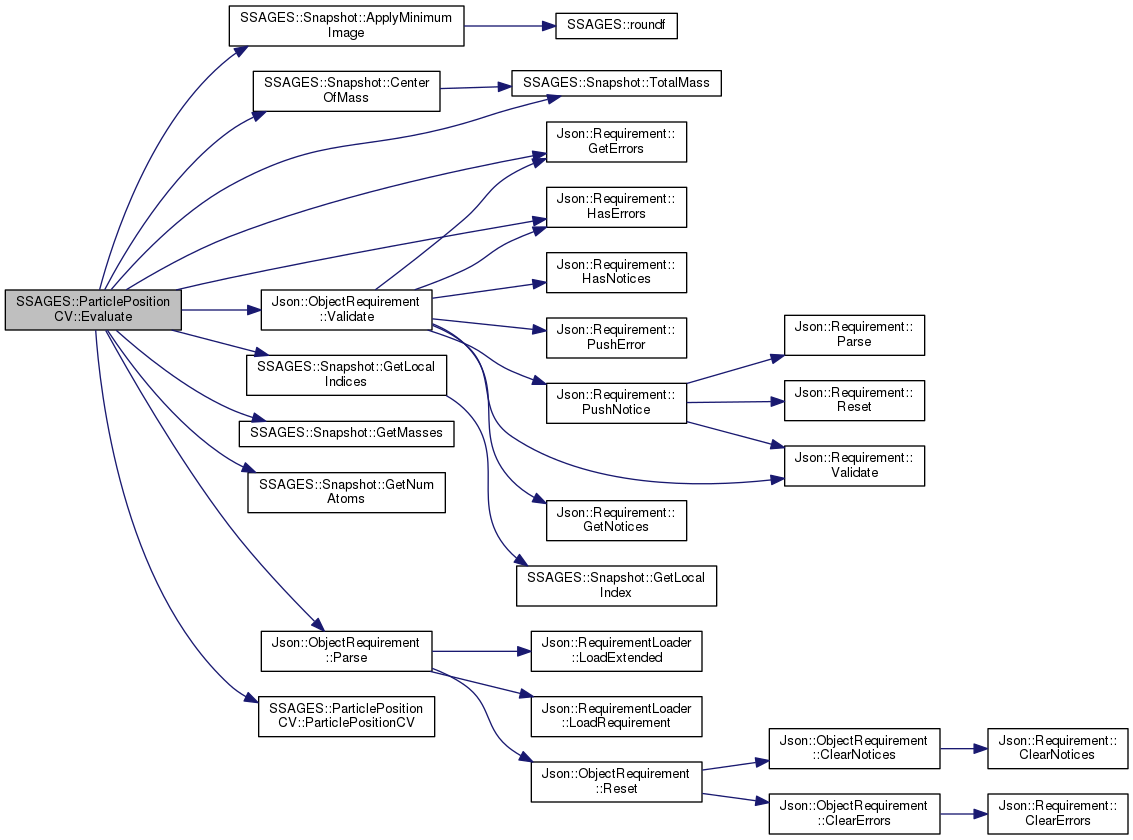 SSAGES::Snapshot::ApplyMinimum
Image
SSAGES::roundf
SSAGES::Snapshot::Center
OfMass
SSAGES::Snapshot::TotalMass
Json::Requirement::
GetErrors
Json::Requirement::
HasErrors
Json::Requirement::
HasNotices
SSAGES::ParticlePosition
CV::Evaluate
Json::ObjectRequirement
::Validate
Json::Requirement::
PushError
Json::Requirement::
Parse
SSAGES::Snapshot::GetLocal
Indices
Json::Requirement::
PushNotice
Json::Requirement::
Reset
SSAGES::Snapshot::GetMasses
Json::Requirement::
Validate
SSAGES::Snapshot::GetNum
Atoms
Json::Requirement::
GetNotices
SSAGES::Snapshot::GetLocal
Index
Json::ObjectRequirement
::Parse
Json::RequirementLoader
::LoadExtended
SSAGES::ParticlePosition
CV::ParticlePositionCV
Json::RequirementLoader
::LoadRequirement
Json::ObjectRequirement
::Reset
Json::ObjectRequirement
::ClearNotices
Json::Requirement::
ClearNotices
Json::ObjectRequirement
::ClearErrors
Json::Requirement::
ClearErrors